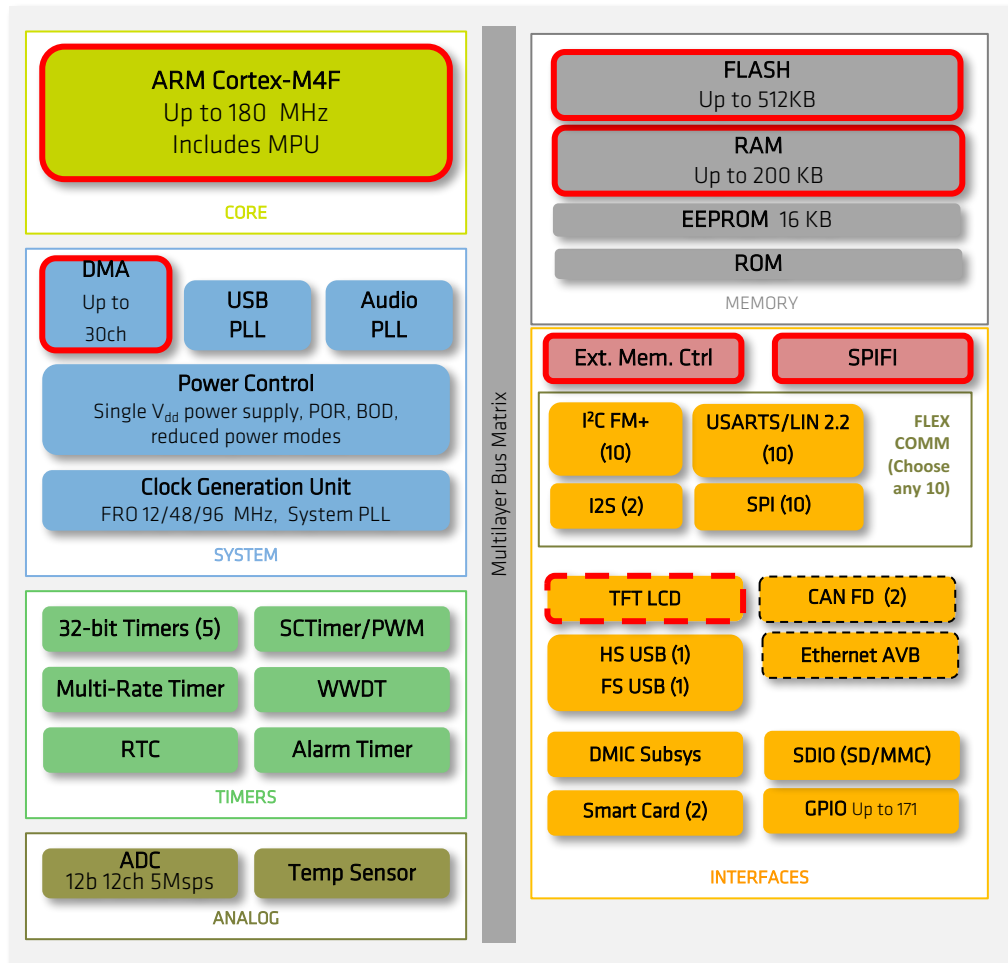 ARM Cortex-M4F
Up to 180 MHz
Includes MPU
CORE
DMA
Up to
30ch
USB
PLL
Audio
PLL
Power Control
Single Vdd power supply, POR, BOD,
reduced power modes
Clock Generation Unit
FRO 12/48/96 MHz, System PLL
SYSTEM
32-bit Timers (5)
SCTimer/PWM
Multi-Rate Timer
WWDT
RTC
Alarm Timer
TIMERS
ADC
12b 12ch 5Msps
Temp Sensor
ANALOG
Multilayer Bus Matrix
FLASH
Up to 512KB
RAM
Up to 200 KB
EEPROM 16 KB
ROM
MEMORY
Ext. Mem. Ctrl
SPIFI
I²C FM+
(10)
USARTS/LIN 2.2
(10)
I2S (2)
SPI (10)
FLEX
COMM
(Choose
any 10)
TFT LCD
CAN FD (2)
HS USB (1)
FS USB (1)
Ethernet AVB
DMIC Subsys
SDIO (SD/MMC)
Smart Card (2)
GPIO Up to 171
INTERFACES